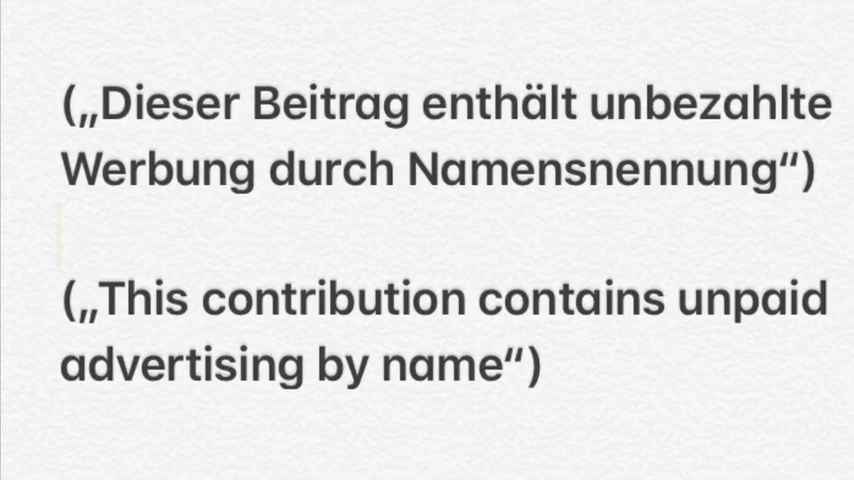 („Dieser Beitrag enthält unbezahlte
Werbung durch Namensnennung“)
(„This contribution contains unpaid
advertising by name“)